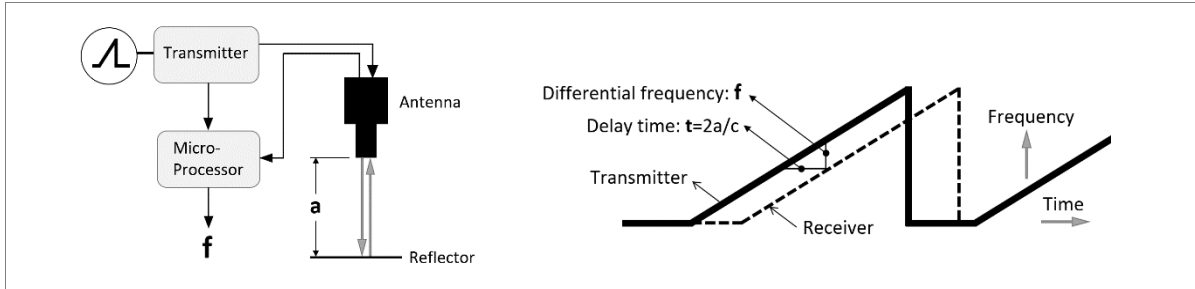 Transmitter
Antenna
Micro-
Processor
a
f
Reflector
Differential frequency: f
Delay time: t=2a/c
Transmitter
Receiver
Frequency
Time